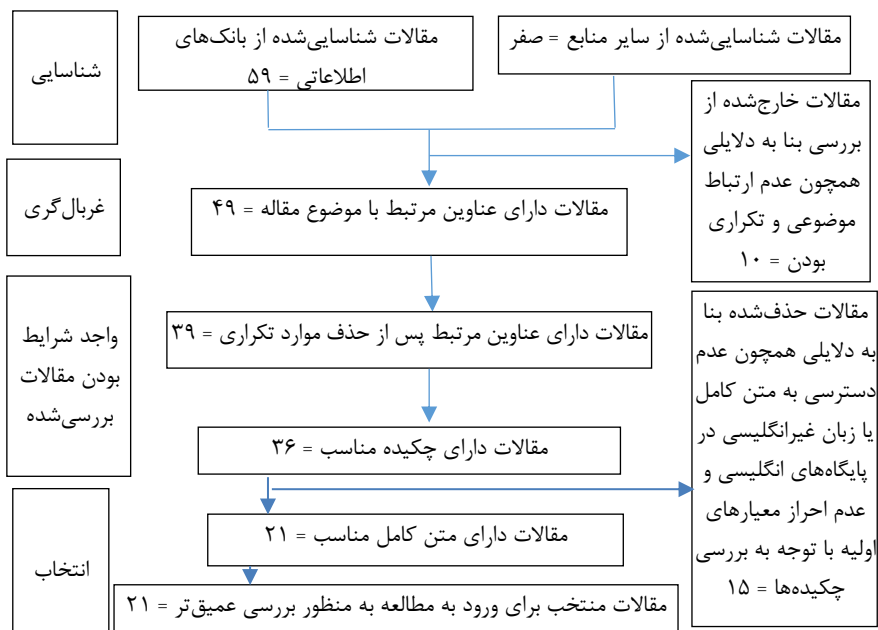 شناسایی
مقالات شناسایی‌شده از بانک‌های
اطلاعاتی = ۵۹
مقالات شناسایی‌شده از سایر منابع = صفر
مقالات خارج‌شده از
بررسی بنا به دلایلی
همچون عدم ارتباط
موضوعی و تکراری
بودن = ۱۰
غربال‌گری
مقالات دارای عناوین مرتبط با موضوع مقاله = ۴۹
واجد شرایط
بودن مقالات
بررسی‌شده
مقالات دارای عناوین مرتبط پس از حذف موارد تکراری = ۳۹
مقالات دارای چکیده مناسب = ۳۶
مقالات حذف‌شده بنا
به دلایلی همچون عدم
دسترسی به متن کامل
یا زبان غیرانگلیسی در
پایگاه‌های انگلیسی و
عدم احراز معیارهای
اولیه با توجه به بررسی
چکیده‌ها = ۱۵
انتخاب
مقالات دارای متن کامل مناسب = ۲۱
مقالات منتخب برای ورود به مطالعه به منظور بررسی عمیق‌تر = ۲۱